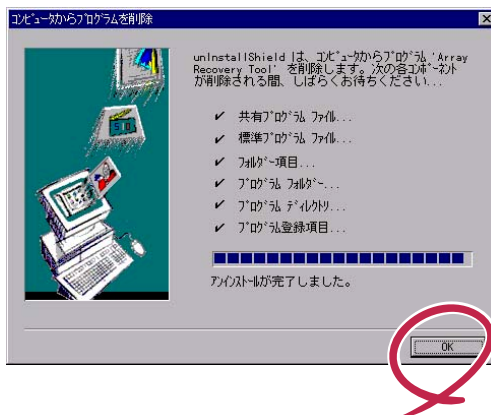 コンピュータからプログラムを削除
unInstallShield は、コンピュータからプログラム 'Array
Recovery Tool' を削除します。次の各コンポーネント
が削除される間、しばらくお待ちください...
✔ 共有プログラム ファイル...
✔ 標準プログラム ファイル...
✔ フォルダー項目...
✔ プログラム フォルダー...
✔ プログラム ディレクトリ...
✔ プログラム登録項目...
アンインストールが完了しました。
OK